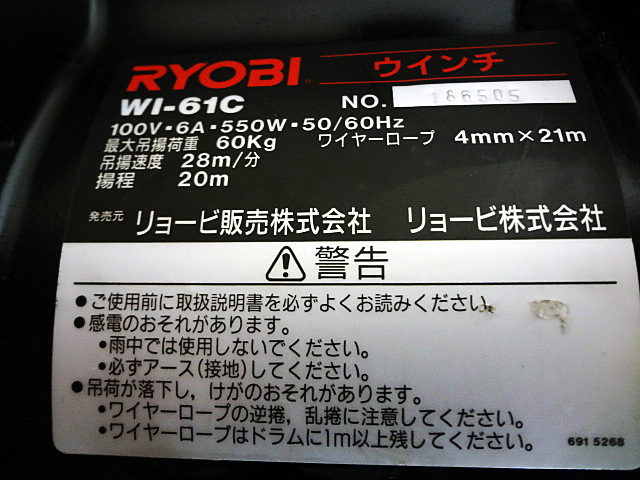 RYOBI® ウインチ
WI-61C NO. 186505
100V・6A・550W・50/60Hz
最大吊揚荷重 60Kg ワイヤーロープ 4mm×21m
吊揚速度 28m/分
揚程 20m
発売元 リョービ販売株式会社 リョービ株式会社
警告
●ご使用前に取扱説明書を必ずよくお読みください。
●感電のおそれがあります。
•雨中では使用しないでください。
•必ずアース(接地)してください。
●吊荷が落下し,けがのおそれがあります。
•ワイヤーロープの逆捲,乱捲に注意してください。
•ワイヤーロープはドラムに1m以上残してください。
691 5268